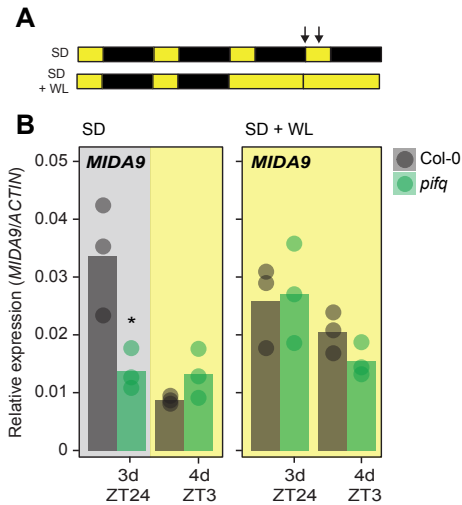 A
SD
SD
+ WL
B
SD
SD + WL
MIDA9
MIDA9
Col-0
pifq
Relative expression (MIDA9/ACTIN)
0.05
0.04
0.03
0.02
0.01
0
*
3d
ZT24
4d
ZT3
3d
ZT24
4d
ZT3